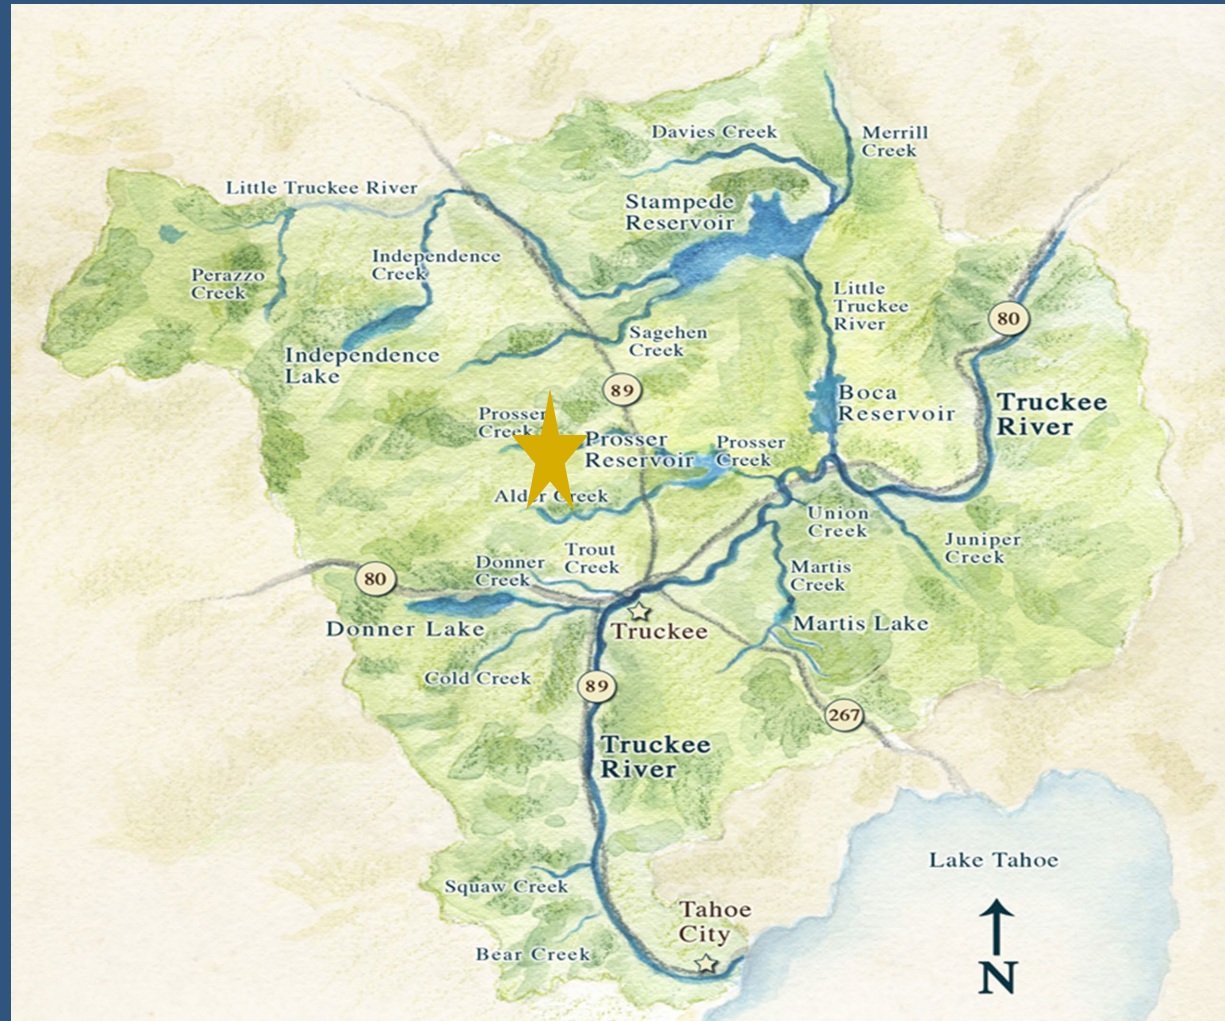 Davies Creek
Merrill
Creek
Little Truckee River
Stampede
Reservoir
Independence
Creek
Perazzo
Creek
Little
Truckee
River
80
Sagehen
Creek
Independence
Lake
89
Boca
Reservoir
Truckee
River
Prosser
Creek
Prosser
Reservoir
Prosser
Creek
Alder Creek
Union
Creek
Juniper
Creek
Trout
Creek
Donner
Creek
80
Martis
Creek
Donner Lake
Truckee
Martis Lake
Cold Creek
89
267
Truckee
River
Lake Tahoe
Squaw Creek
Tahoe
City
Bear Creek
N